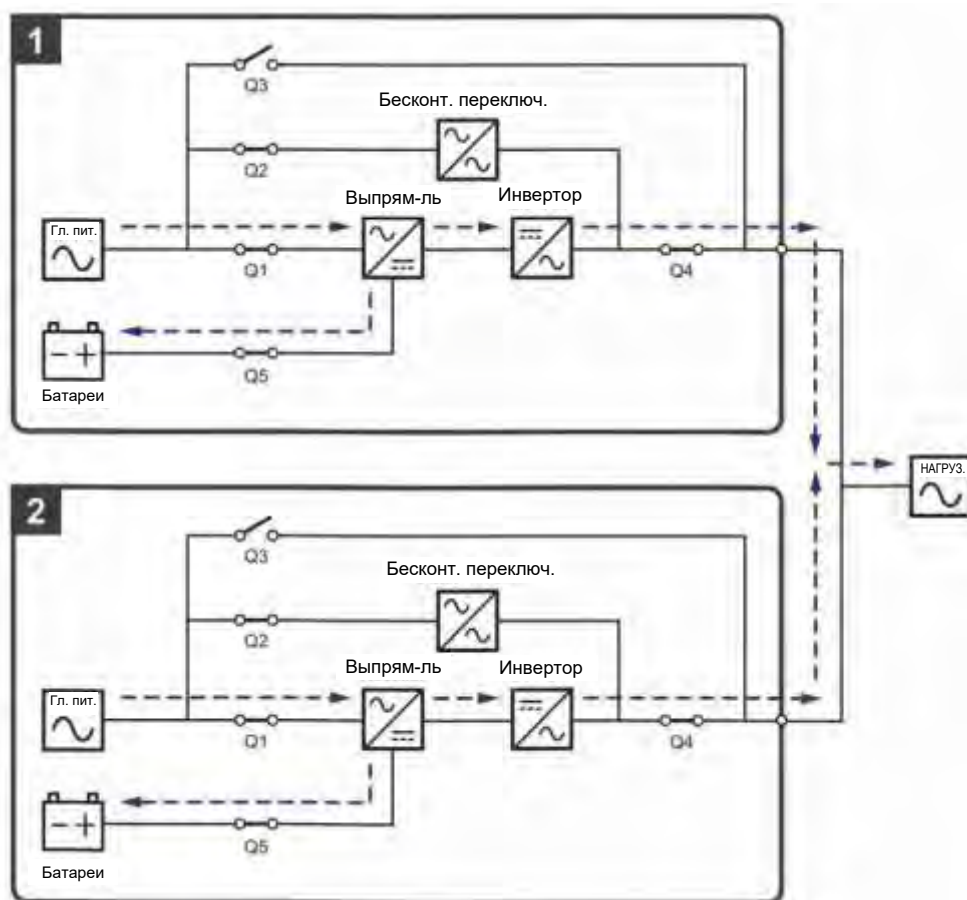 1
Q3
Бесконт. переключ.
Q2
Выпрям-ль
Инвертор
Гл. пит.
Q1
Q4
Q5
Батареи
НАГРУЗ.
2
Q3
Бесконт. переключ.
Q2
Выпрям-ль
Инвертор
Гл. пит.
Q1
Q4
Q5
Батареи